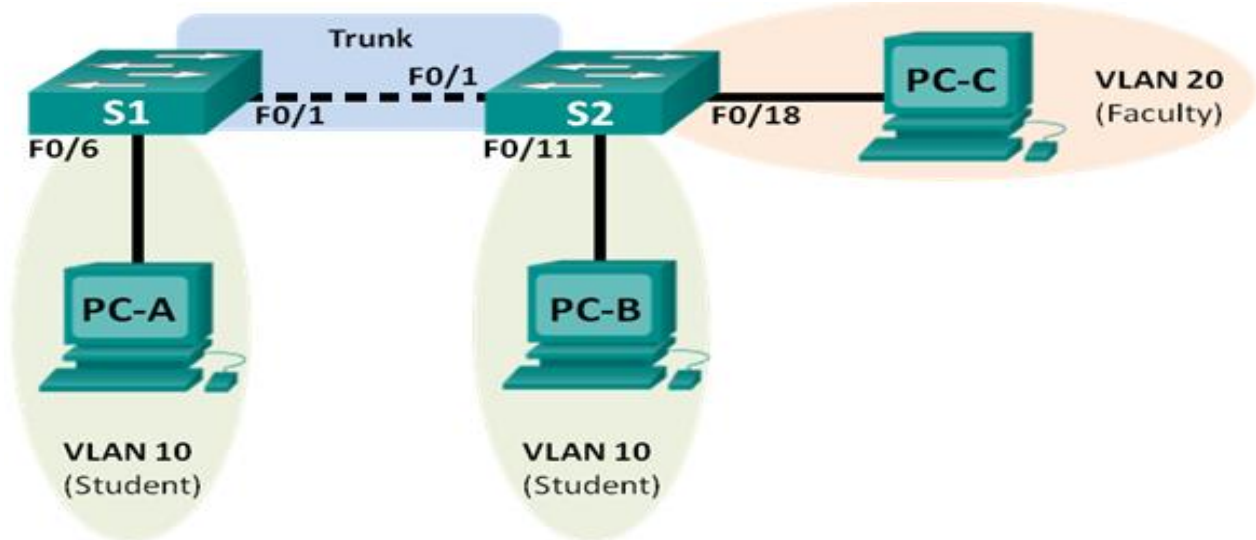 Trunk
F0/1
S1
F0/1
S2
F0/18
PC-C
VLAN 20
(Faculty)
F0/6
F0/11
PC-A
PC-B
VLAN 10
(Student)
VLAN 10
(Student)